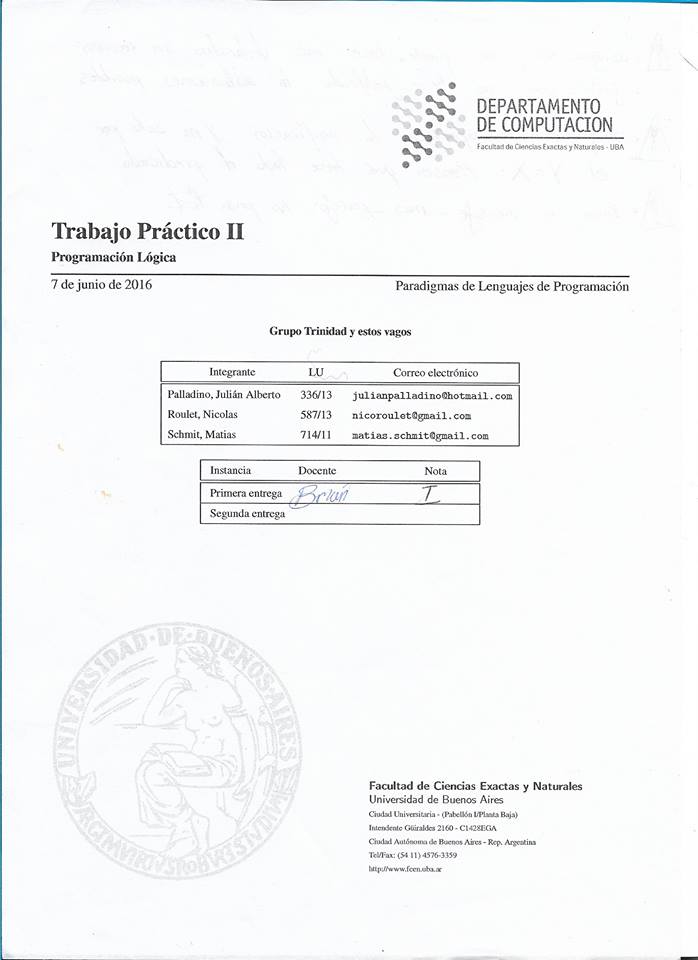 DEPARTAMENTO
DE COMPUTACION
Facultad de Ciencias Exactas y Naturales - UBA
Trabajo Práctico II
Programación Lógica
7 de junio de 2016 Paradigmas de Lenguajes de Programación
Grupo Trinidad y estos vagos
Integrante LU Correo electrónico
Palladino, Julián Alberto 336/13 julianpalladino@hotmail.com
Roulet, Nicolas 587/13 nicoroulet@gmail.com
Schmit, Matias 714/11 matias.schmit@gmail.com
Instancia Docente Nota
Primera entrega Brian I
Segunda entrega
UNIVERSIDAD·DE·BUENOS·AIRES
Facultad de Ciencias Exactas y Naturales
Universidad de Buenos Aires
Ciudad Universitaria - (Pabellón I/Planta Baja)
Intendente Güiraldes 2160 - C1428EGA
Ciudad Autónoma de Buenos Aires - Rep. Argentina
Tel/Fax: (54 11) 4576-3359
http://www.fcen.uba.ar